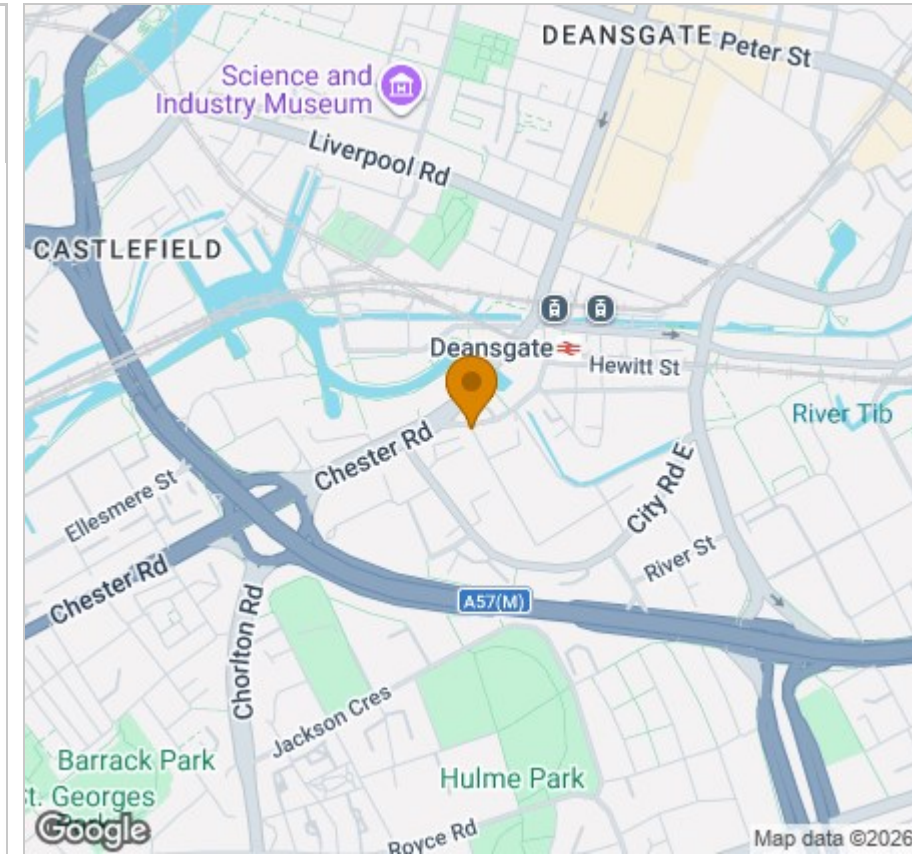 DEANSGATE
Peter St
Science and
Industry Museum
Liverpool Rd
CASTLEFIELD
Deansgate
Hewitt St
River Tib
Chester Rd
City Rd E
Ellesmere St
River St
Chester Rd
A57(M)
Chorlton Rd
Jackson Cres
Barrack Park
Hulme Park
St. Georges
Royce Rd
Google
Map data ©2026